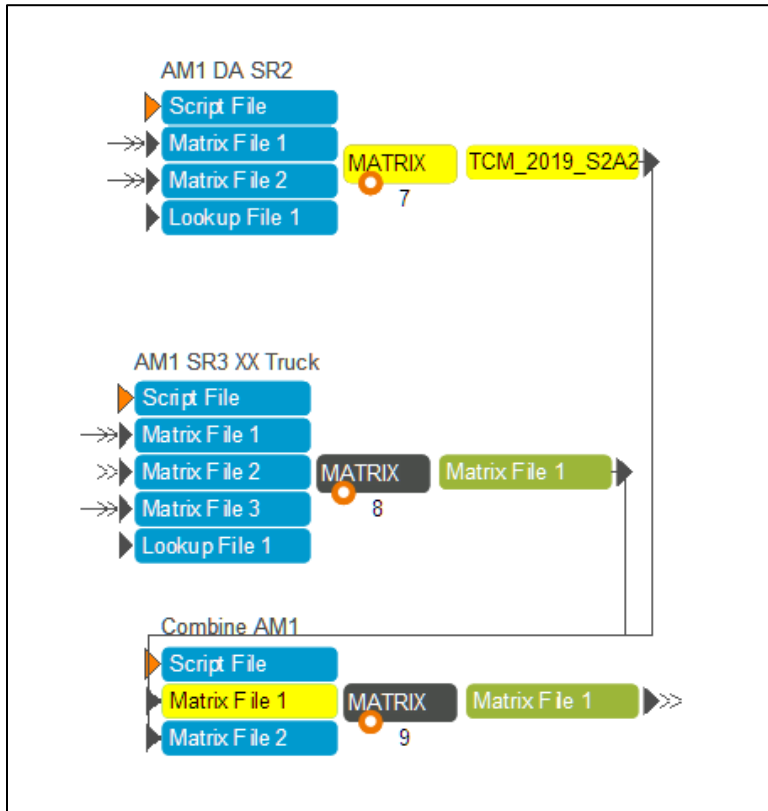 AM1 DA SR2
Script File
Matrix File 1
Matrix File 2
Lookup File 1
MATRIX
7
TCM_2019_S2A2
AM1 SR3 XX Truck
Script File
Matrix File 1
Matrix File 2
Matrix File 3
Lookup File 1
MATRIX
8
Matrix File 1
Combine AM1
Script File
Matrix File 1
Matrix File 2
MATRIX
9
Matrix File 1